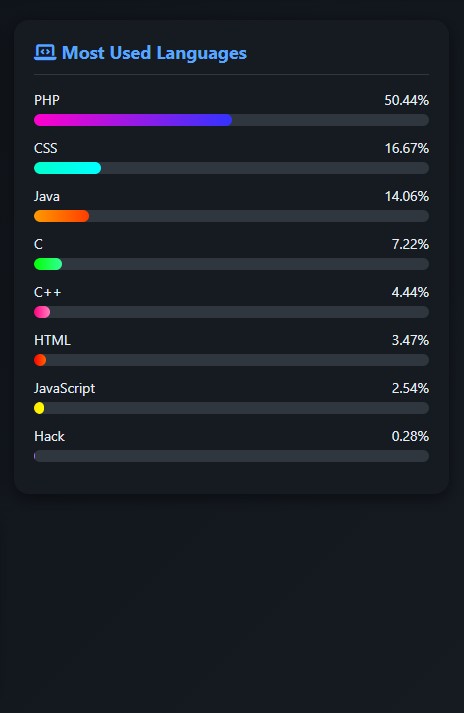 Most Used Languages
PHP 50.44%
CSS 16.67%
Java 14.06%
C 7.22%
C++ 4.44%
HTML 3.47%
JavaScript 2.54%
Hack 0.28%